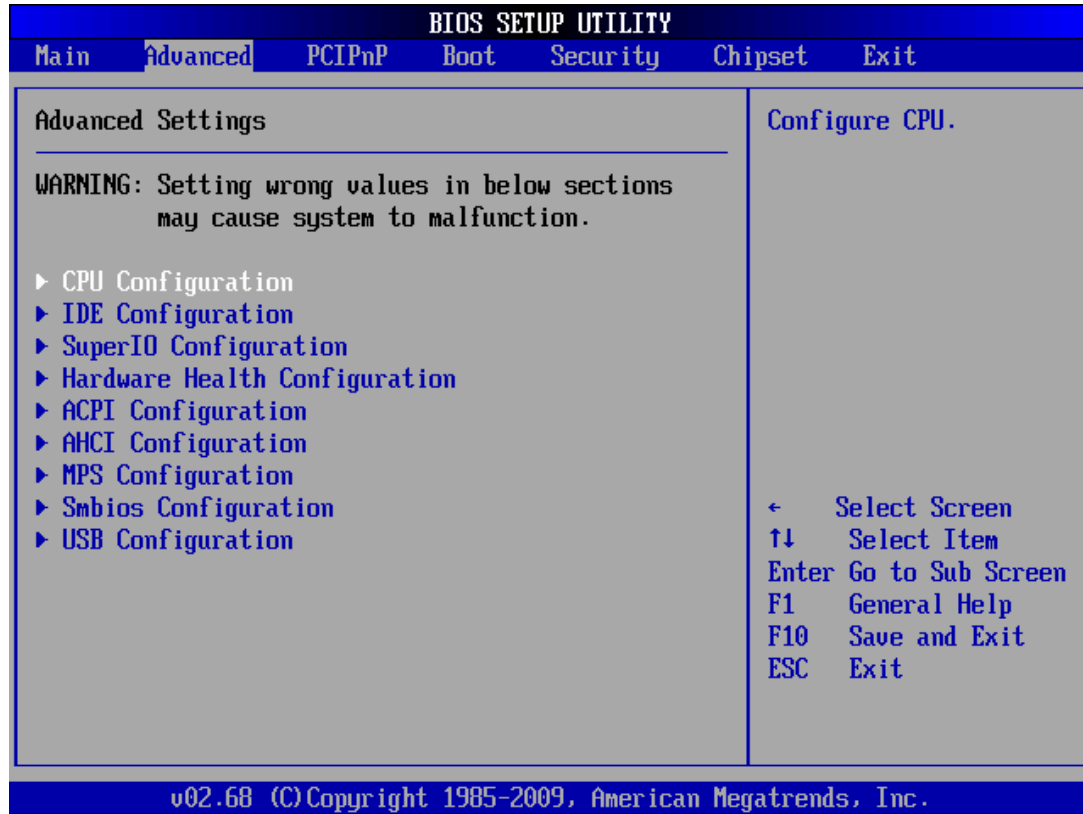 BIOS SETUP UTILITY
Main Advanced PCIPnP Boot Security Chipset Exit
Advanced Settings
WARNING: Setting wrong values in below sections
may cause system to malfunction.
▶ CPU Configuration
▶ IDE Configuration
▶ SuperIO Configuration
▶ Hardware Health Configuration
▶ ACPI Configuration
▶ AHCI Configuration
▶ MPS Configuration
▶ Smbios Configuration
▶ USB Configuration
Configure CPU.
← Select Screen
↑↓ Select Item
Enter Go to Sub Screen
F1 General Help
F10 Save and Exit
ESC Exit
v02.68 (C)Copyright 1985-2009, American Megatrends, Inc.